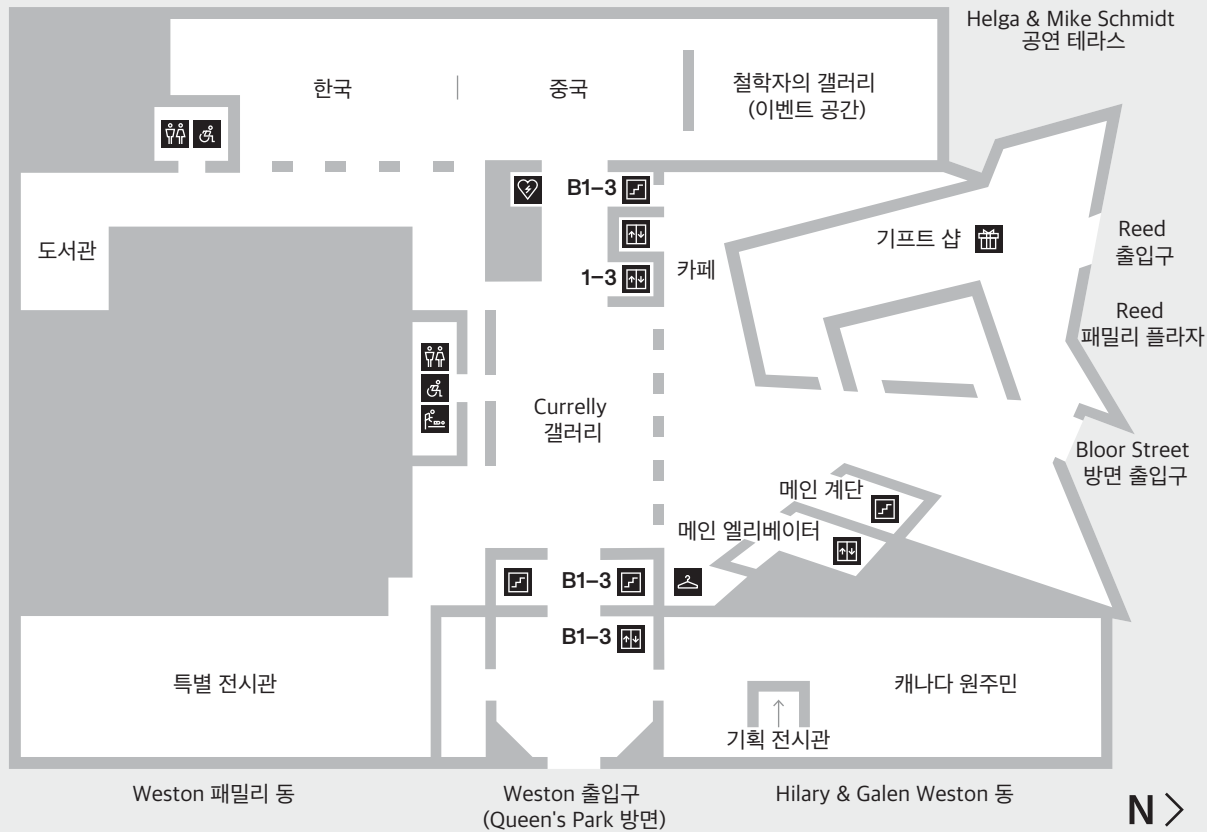 Helga & Mike Schmidt
공연 테라스
한국
중국
철학자의 갤러리
(이벤트 공간)
B1–3
도서관
1–3
카페
기프트 샵
Reed
출입구
Reed
패밀리 플라자
Currelly
갤러리
Bloor Street
방면 출입구
메인 계단
메인 엘리베이터
B1–3
B1–3
특별 전시관
캐나다 원주민
기획 전시관
Weston 패밀리 동
Weston 출입구
(Queen's Park 방면)
Hilary & Galen Weston 동
N